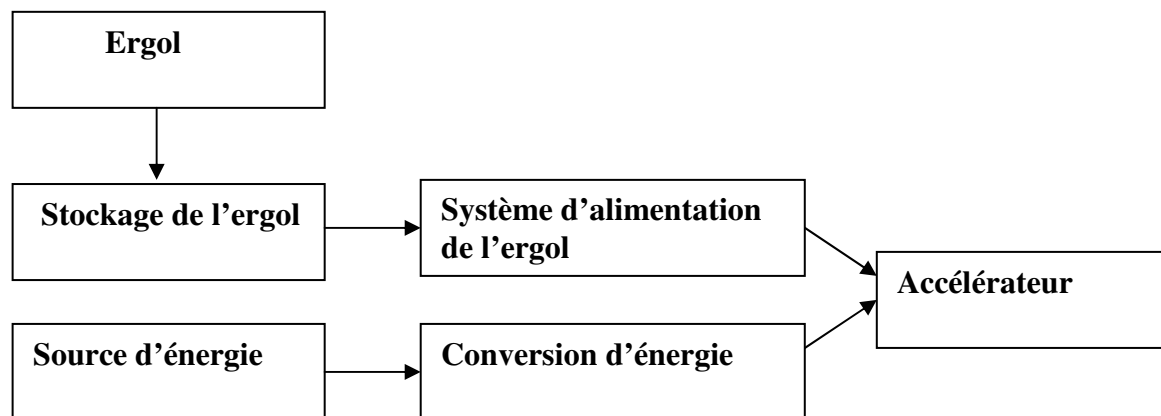 Ergol
Stockage de l’ergol
Système d’alimentation
de l’ergol
Accélérateur
Source d’énergie
Conversion d’énergie